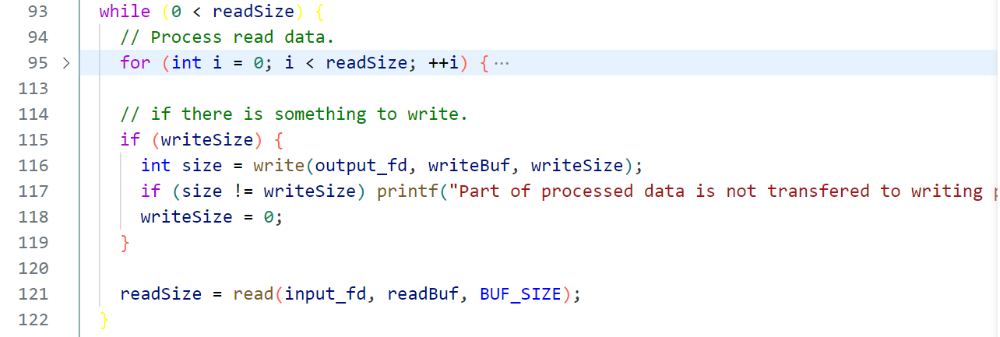 93 while (0 < readSize) {
94 // Process read data.
95 > for (int i = 0; i < readSize; ++i) {···
113
114 // if there is something to write.
115 if (writeSize) {
116 int size = write(output_fd, writeBuf, writeSize);
117 if (size != writeSize) printf("Part of processed data is not transfered to writing
118 writeSize = 0;
119 }
120
121 readSize = read(input_fd, readBuf, BUF_SIZE);
122 }